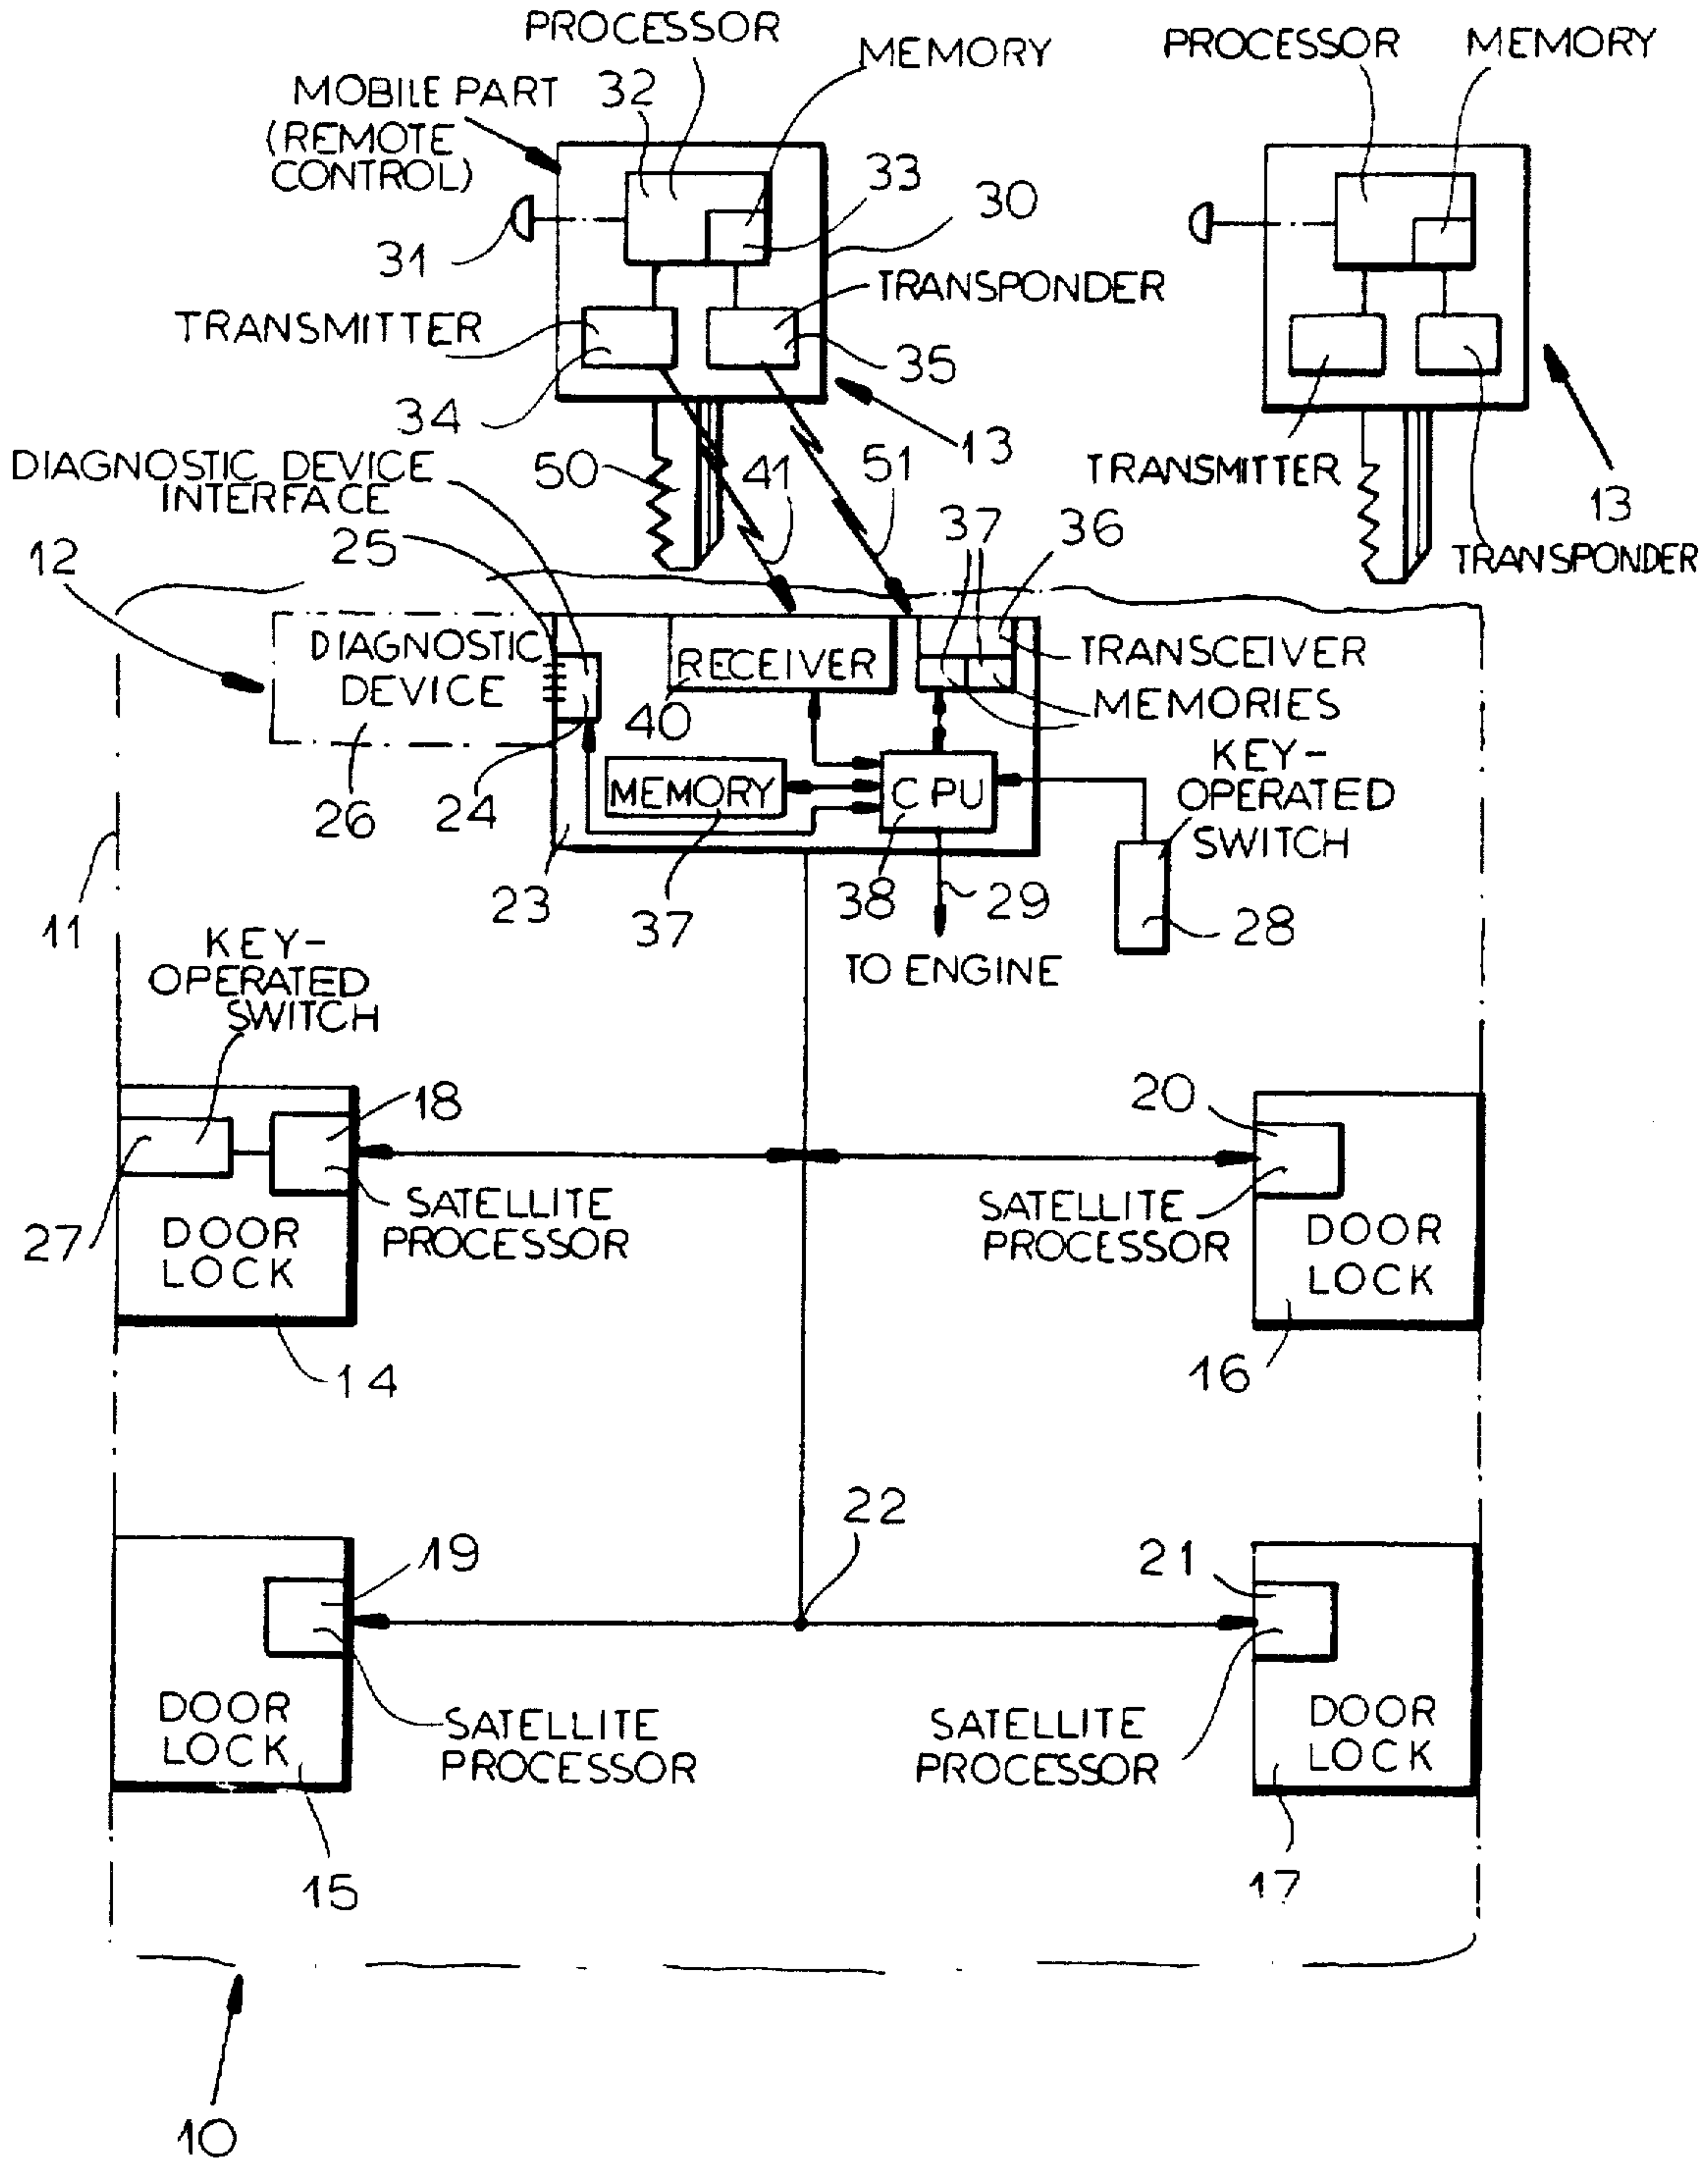 PROCESSOR
MEMORY
PROCESSOR
MEMORY
MOBILE PART
(REMOTE
CONTROL)
32
33
30
31
TRANSPONDER
TRANSMITTER
35
34
13
DIAGNOSTIC DEVICE
INTERFACE
50
41
51
TRANSMITTER
13
TRANSPONDER
25
37
36
12
DIAGNOSTIC
DEVICE
RECEIVER
TRANSCEIVER
MEMORIES
40
26
24
MEMORY
CPU
KEY-
OPERATED
SWITCH
11
23
37
38
29
28
TO ENGINE
KEY-
OPERATED
SWITCH
18
20
27
SATELLITE
PROCESSOR
DOOR
LOCK
SATELLITE
PROCESSOR
DOOR
LOCK
14
16
22
19
21
DOOR
LOCK
SATELLITE
PROCESSOR
SATELLITE
PROCESSOR
DOOR
LOCK
15
17
10